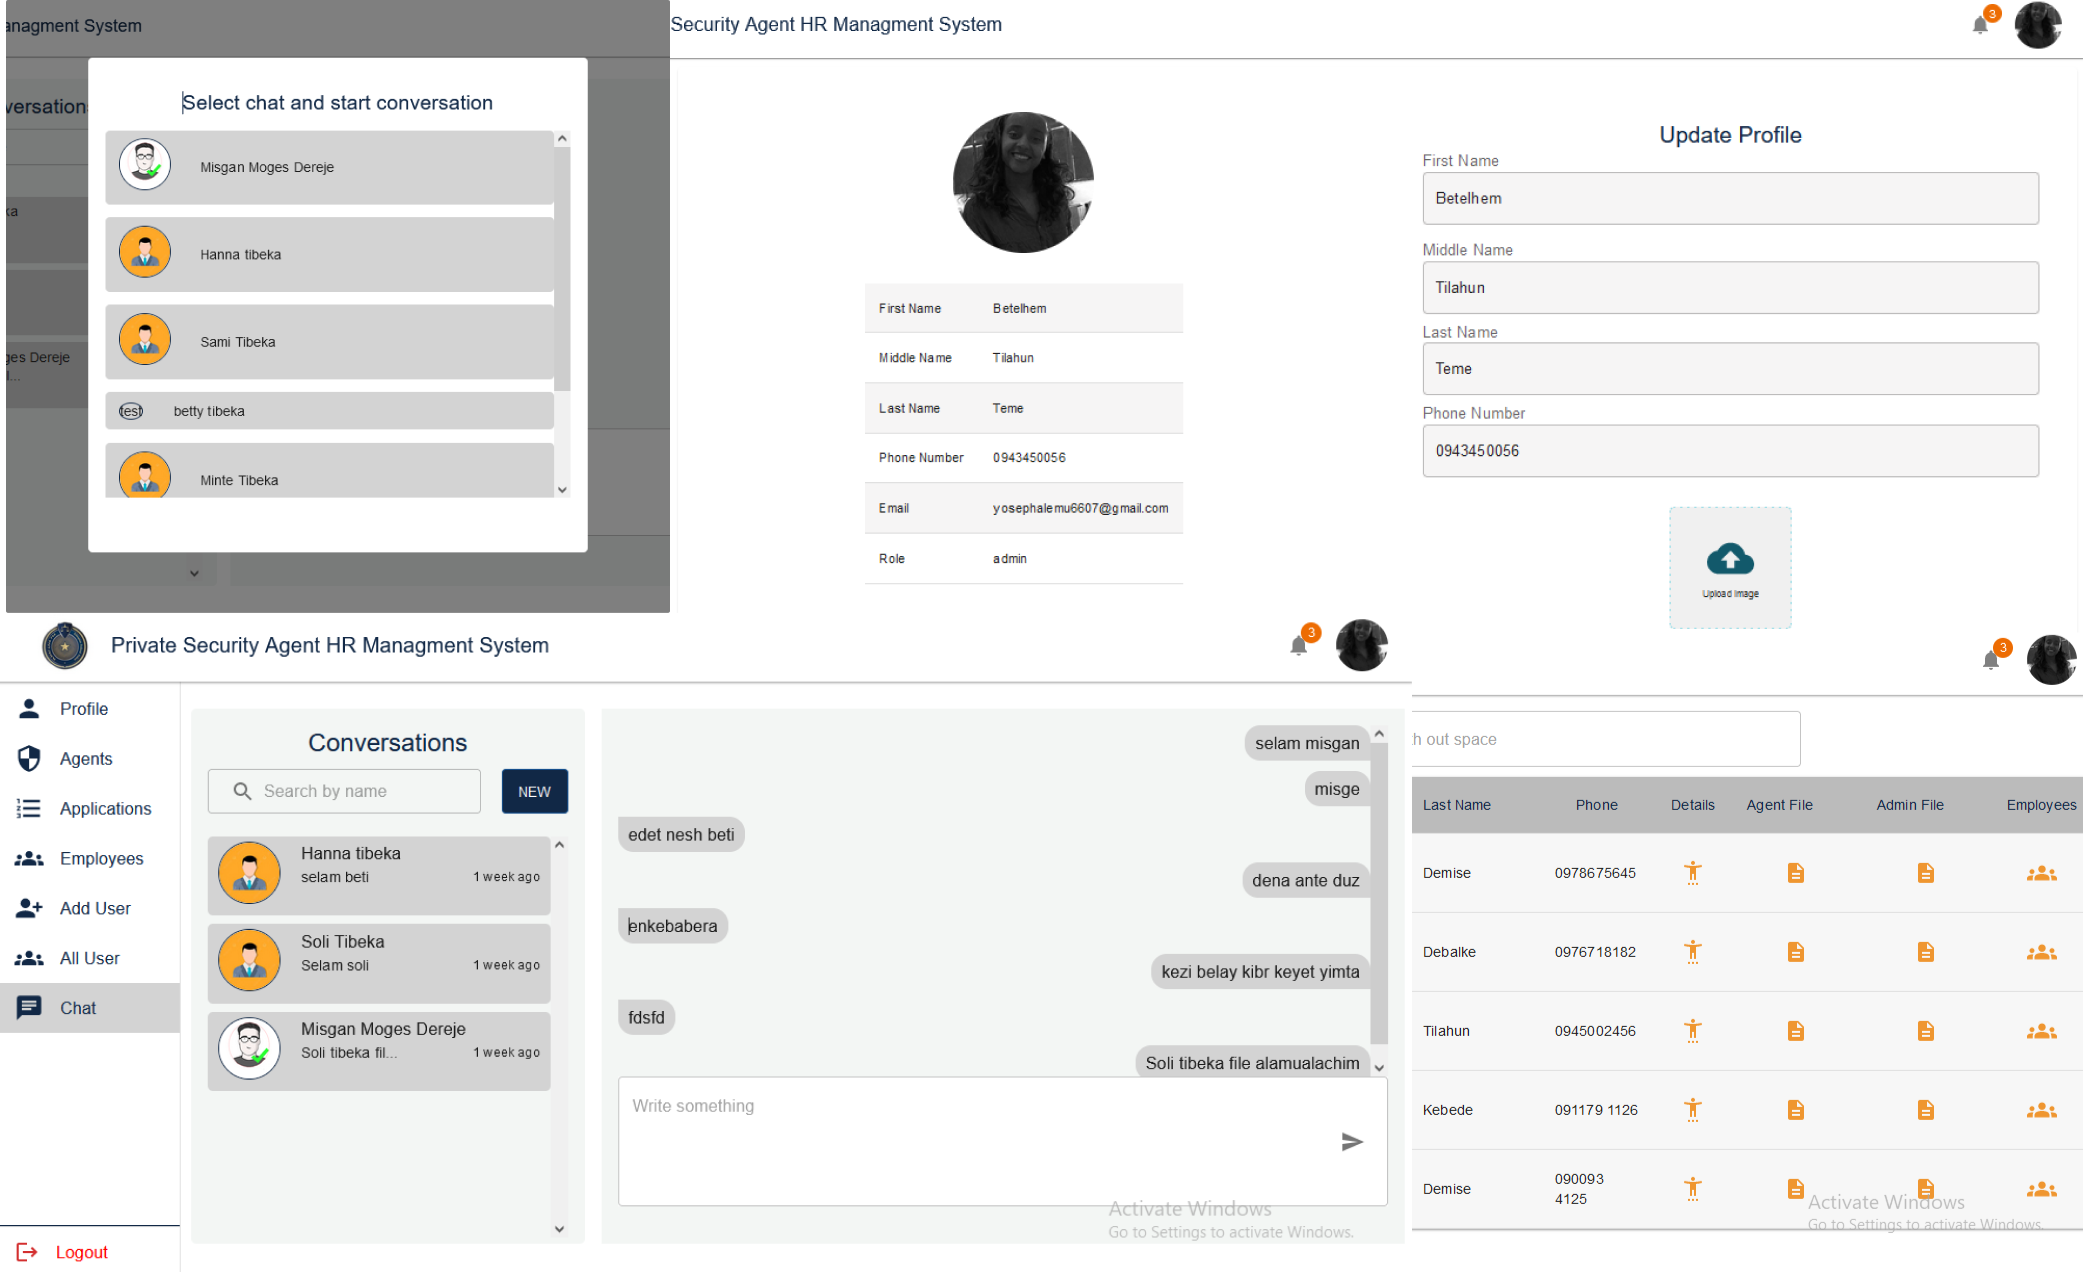 anagment System
versation
ka
ges Dereje
l...
Select chat and start conversation
Misgan Moges Dereje
Hanna tibeka
Sami Tibeka
test
betty tibeka
Minte Tibeka
Security Agent HR Managment System
3
First Name Betelhem
Middle Name Tilahun
Last Name Teme
Phone Number 0943450056
Email yosephalemu6607@gmail.com
Role admin
Update Profile
First Name
Betelhem
Middle Name
Tilahun
Last Name
Teme
Phone Number
0943450056
Upload Image
Private Security Agent HR Managment System
3
Profile
Agents
Applications
Employees
Add User
All User
Chat
Logout
Conversations
Search by name
NEW
Hanna tibeka
selam beti 1 week ago
Soli Tibeka
Selam soli 1 week ago
Misgan Moges Dereje
Soli tibeka fil... 1 week ago
selam misgan
misge
edet nesh beti
dena ante duz
enkebabera
kezi belay kibr keyet yimta
fdsfd
Soli tibeka file alamualachim
Write something
Activate Windows
Go to Settings to activate Windows.
3
h out space
Last Name Phone Details Agent File Admin File Employees
Demise 0978675645
Debalke 0976718182
Tilahun 0945002456
Kebede 091179 1126
Demise 090093
4125
Activate Windows
Go to Settings to activate Windows.